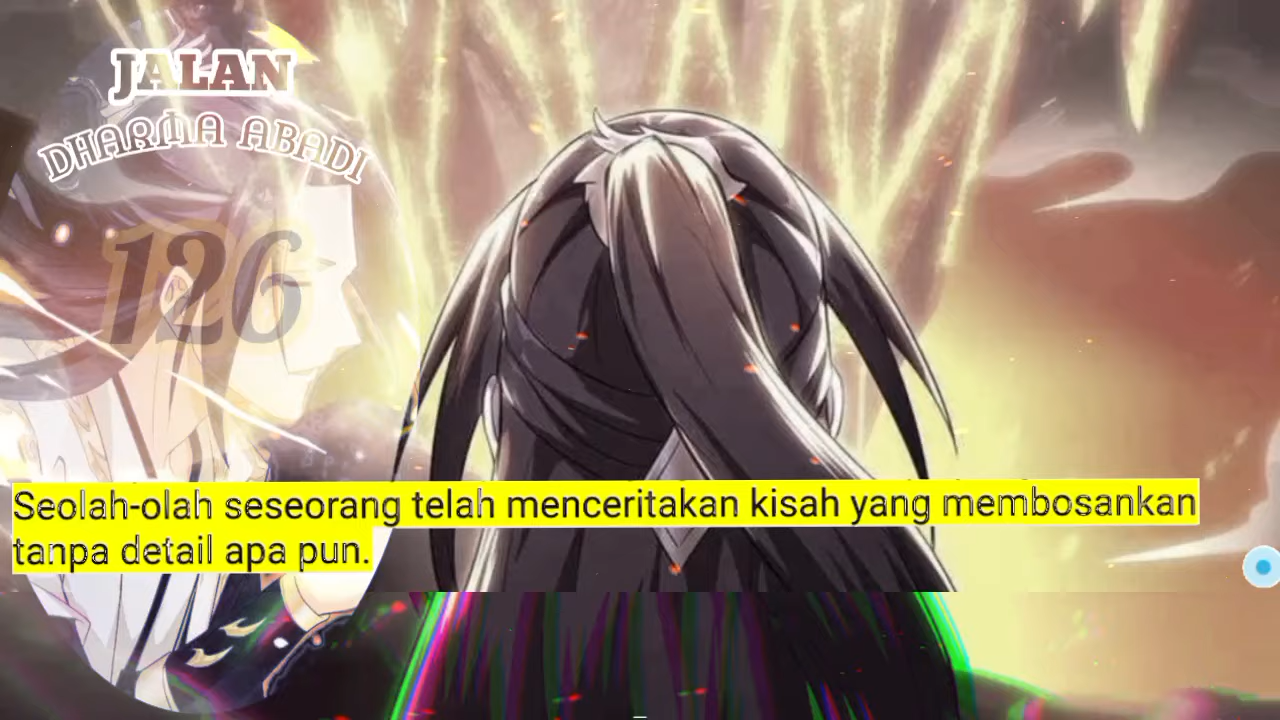 JALAN
DHARMA ABADI
126
Seolah-olah seseorang telah menceritakan kisah yang membosankan
tanpa detail apa pun.